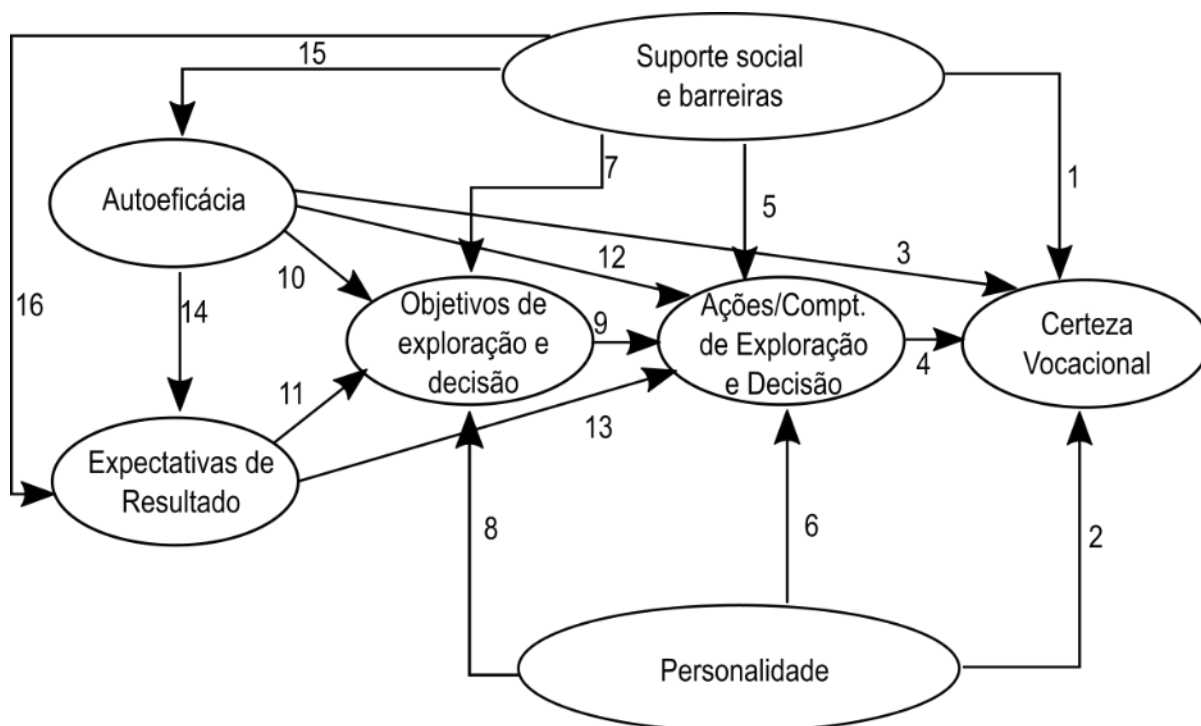 15
Suporte social
e barreiras
7
1
Autoeficácia
5
12
3
10
16
14
Objetivos de
exploração e
decisão
9
Ações/Compt.
de Exploração
e Decisão
4
Certeza
Vocacional
11
13
Expectativas de
Resultado
8
6
2
Personalidade